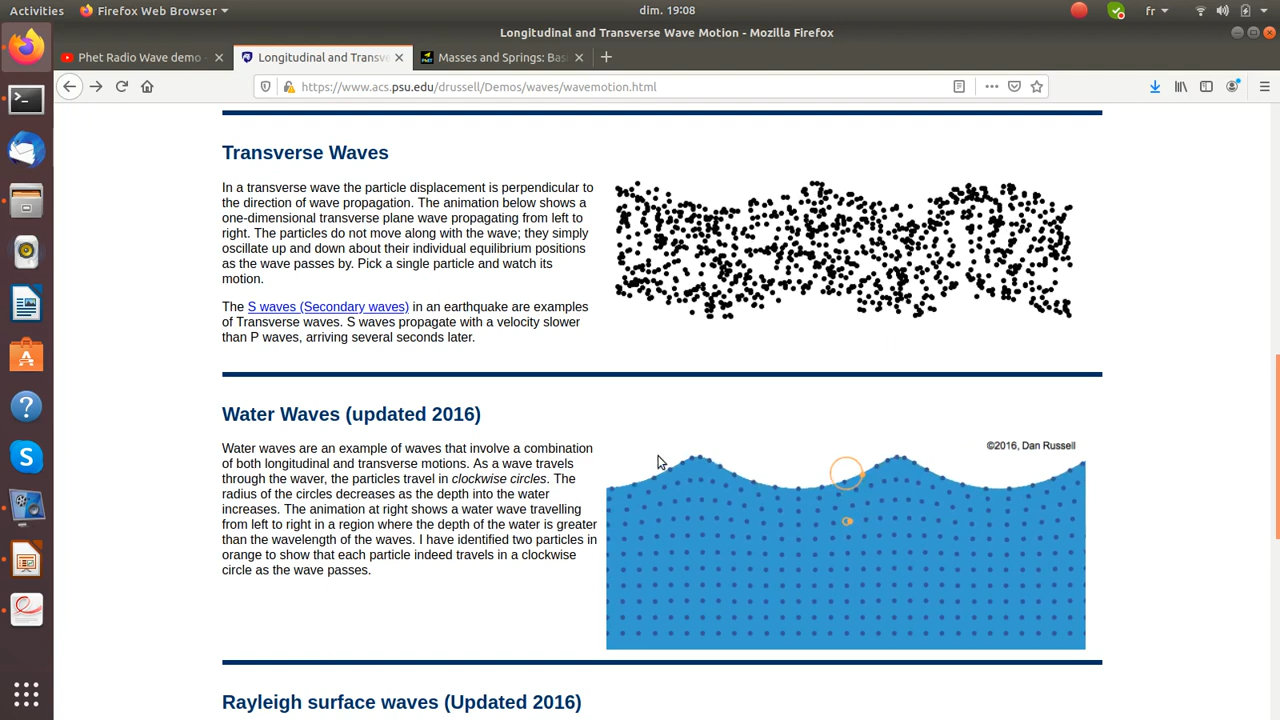 Activities
Firefox Web Browser
dim. 19:08
fr
Longitudinal and Transverse Wave Motion - Mozilla Firefox
Phet Radio Wave demo -
Longitudinal and Transve
Masses and Springs: Basi
https://www.acs.psu.edu/drussell/Demos/waves/wavemotion.html
Transverse Waves
In a transverse wave the particle displacement is perpendicular to
the direction of wave propagation. The animation below shows a
one-dimensional transverse plane wave propagating from left to
right. The particles do not move along with the wave; they simply
oscillate up and down about their individual equilibrium positions
as the wave passes by. Pick a single particle and watch its
motion.
The S waves (Secondary waves) in an earthquake are examples
of Transverse waves. S waves propagate with a velocity slower
than P waves, arriving several seconds later.
Water Waves (updated 2016)
©2016, Dan Russell
Water waves are an example of waves that involve a combination
of both longitudinal and transverse motions. As a wave travels
through the waver, the particles travel in clockwise circles. The
radius of the circles decreases as the depth into the water
increases. The animation at right shows a water wave travelling
from left to right in a region where the depth of the water is greater
than the wavelength of the waves. I have identified two particles in
orange to show that each particle indeed travels in a clockwise
circle as the wave passes.
Rayleigh surface waves (Updated 2016)